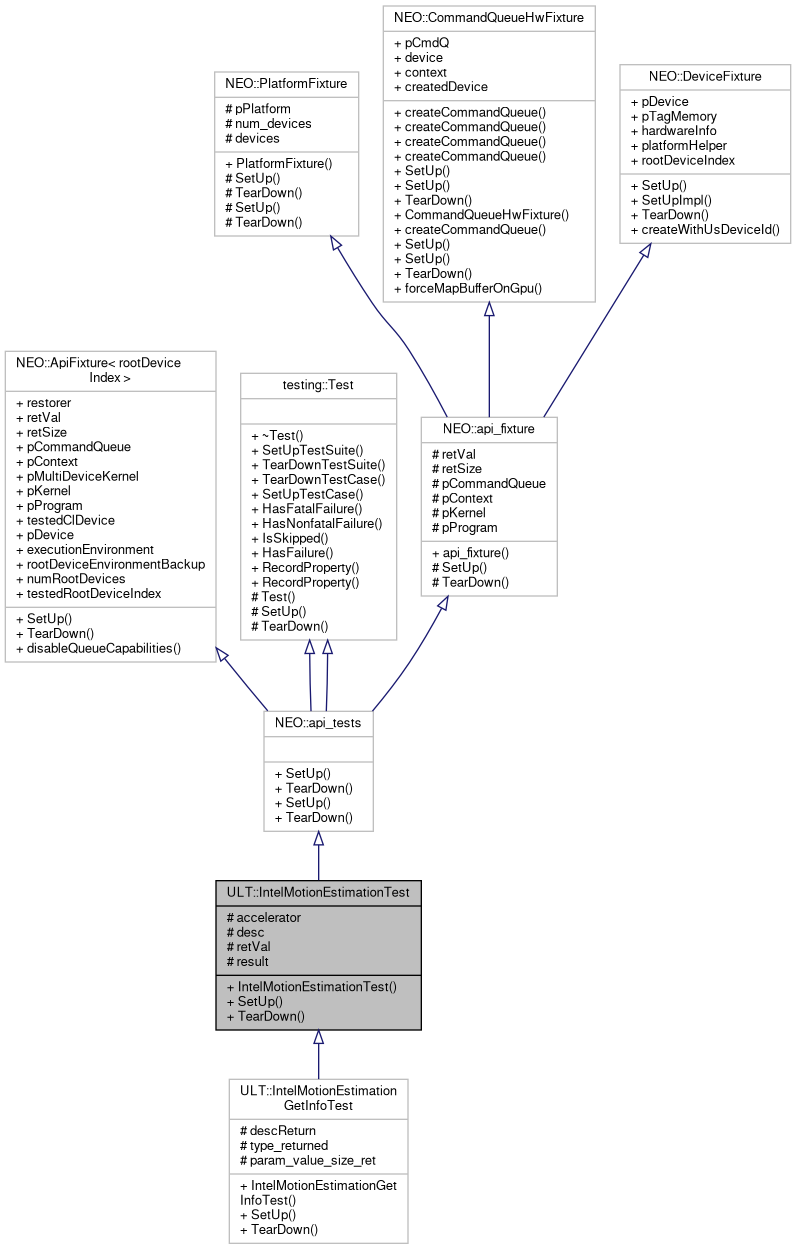 NEO::CommandQueueHwFixture
+ pCmdQ
+ device
+ context
+ createdDevice
+ createCommandQueue()
+ createCommandQueue()
+ createCommandQueue()
+ createCommandQueue()
+ SetUp()
+ SetUp()
+ TearDown()
+ CommandQueueHwFixture()
+ createCommandQueue()
+ SetUp()
+ SetUp()
+ TearDown()
+ forceMapBufferOnGpu()
NEO::PlatformFixture
# pPlatform
# num_devices
# devices
+ PlatformFixture()
# SetUp()
# TearDown()
# SetUp()
# TearDown()
NEO::DeviceFixture
+ pDevice
+ pTagMemory
+ hardwareInfo
+ platformHelper
+ rootDeviceIndex
+ SetUp()
+ SetUpImpl()
+ TearDown()
+ createWithUsDeviceId()
NEO::ApiFixture< rootDevice
Index >
+ restorer
+ retVal
+ retSize
+ pCommandQueue
+ pContext
+ pMultiDeviceKernel
+ pKernel
+ pProgram
+ testedClDevice
+ pDevice
+ executionEnvironment
+ rootDeviceEnvironmentBackup
+ numRootDevices
+ testedRootDeviceIndex
+ SetUp()
+ TearDown()
+ disableQueueCapabilities()
testing::Test
+ ~Test()
+ SetUpTestSuite()
+ TearDownTestSuite()
+ TearDownTestCase()
+ SetUpTestCase()
+ HasFatalFailure()
+ HasNonfatalFailure()
+ IsSkipped()
+ HasFailure()
+ RecordProperty()
+ RecordProperty()
# Test()
# SetUp()
# TearDown()
NEO::api_fixture
# retVal
# retSize
# pCommandQueue
# pContext
# pKernel
# pProgram
+ api_fixture()
# SetUp()
# TearDown()
NEO::api_tests
+ SetUp()
+ TearDown()
+ SetUp()
+ TearDown()
ULT::IntelMotionEstimationTest
# accelerator
# desc
# retVal
# result
+ IntelMotionEstimationTest()
+ SetUp()
+ TearDown()
ULT::IntelMotionEstimation
GetInfoTest
# descReturn
# type_returned
# param_value_size_ret
+ IntelMotionEstimationGet
InfoTest()
+ SetUp()
+ TearDown()